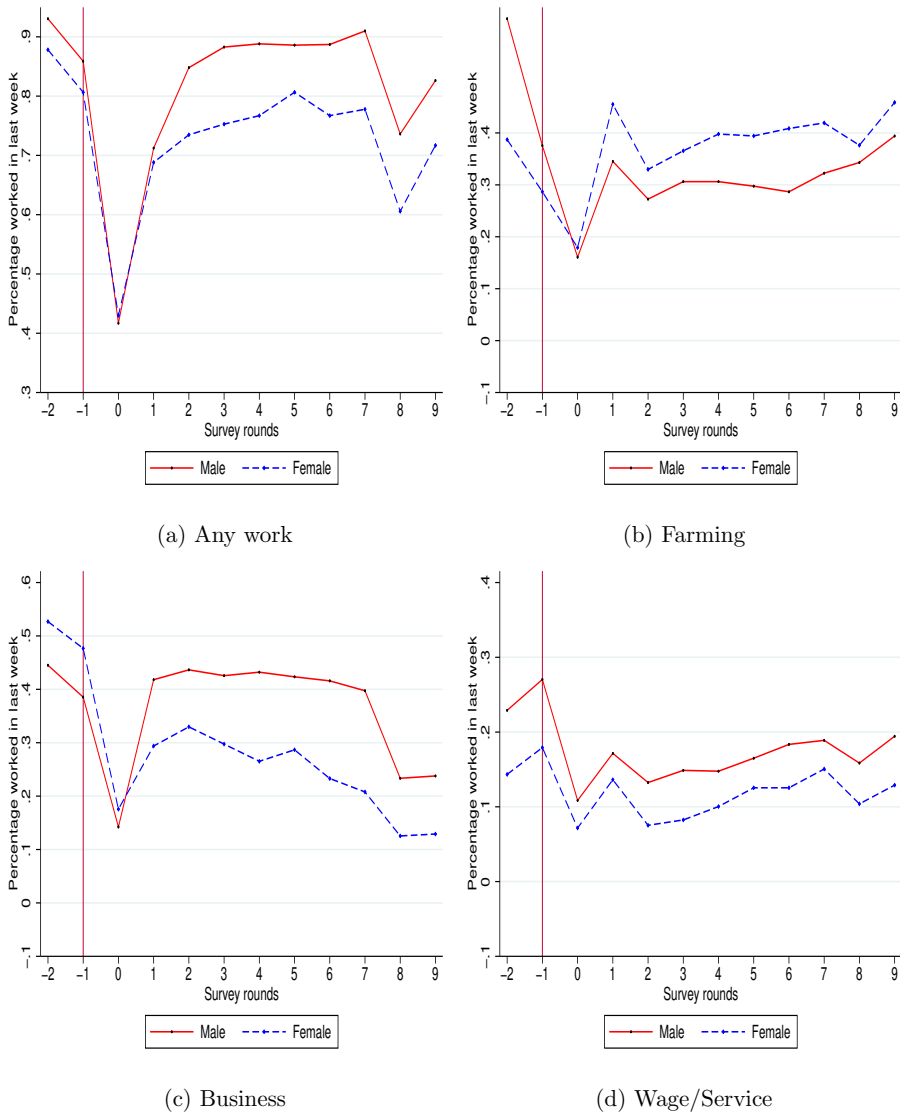 Percentage worked in last week
.3 .4 .5 .6 .7 .8 .9
−2 −1 0 1 2 3 4 5 6 7 8 9
Survey rounds
Male Female
(a) Any work
Percentage worked in last week
−.1 0 .1 .2 .3 .4
−2 −1 0 1 2 3 4 5 6 7 8 9
Survey rounds
Male Female
(b) Farming
Percentage worked in last week
−.1 0 .1 .2 .3 .4 .5 .6
−2 −1 0 1 2 3 4 5 6 7 8 9
Survey rounds
Male Female
(c) Business
Percentage worked in last week
−.1 0 .1 .2 .3 .4
−2 −1 0 1 2 3 4 5 6 7 8 9
Survey rounds
Male Female
(d) Wage/Service